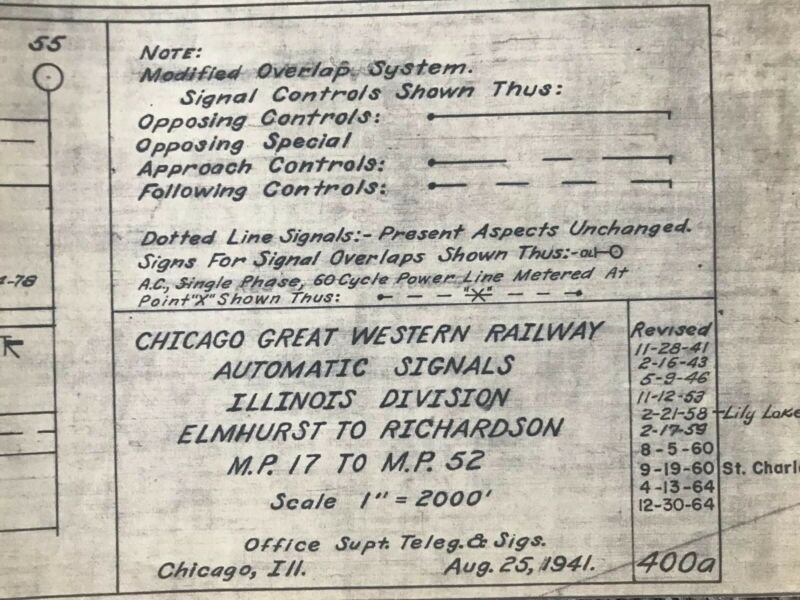 55
NOTE:
Modified Overlap System.
Signal Controls Shown Thus:
Opposing Controls:
Opposing Special
Approach Controls:
Following Controls:
Dotted Line Signals:- Present Aspects Unchanged.
Signs For Signal Overlaps Shown Thus:-OL
A.C., Single Phase, 60 Cycle Power Line Metered At
Point "X" Shown Thus: "X"
-78
CHICAGO GREAT WESTERN RAILWAY
AUTOMATIC SIGNALS
ILLINOIS DIVISION
ELMHURST TO RICHARDSON
M.P. 17 TO M.P. 52
Scale 1" = 2000'
Office Supt. Teleg. & Sigs.
Chicago, Ill. Aug. 25, 1941.
Revised
11-28-41
2-16-43
5-9-46
11-12-53
2-21-58 -Lily Lake
2-17-59
8-5-60
9-19-60 St. Charl
4-13-64
12-30-64
400a